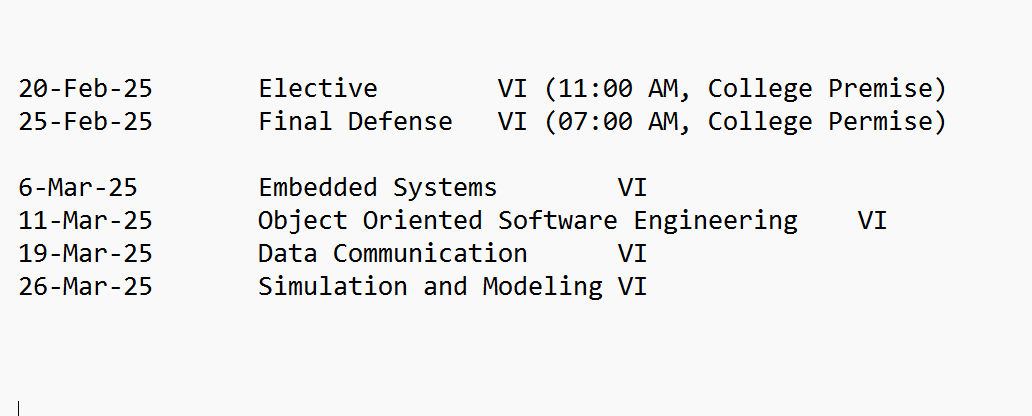 20-Feb-25 Elective VI (11:00 AM, College Premise)
25-Feb-25 Final Defense VI (07:00 AM, College Permise)
6-Mar-25 Embedded Systems VI
11-Mar-25 Object Oriented Software Engineering VI
19-Mar-25 Data Communication VI
26-Mar-25 Simulation and Modeling VI